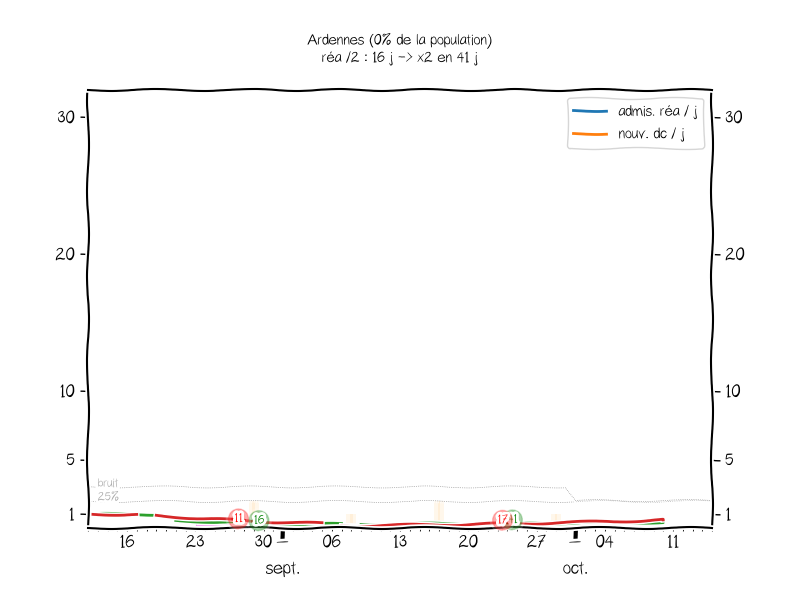 Ardennes (0% de la population)
réa /2 : 16 j -> x2 en 41 j
admis. réa / j
nouv. dc / j
30 30
20 20
10 10
5 5
bruit
25%
1 1
11 16 17
16 23 30 06 13 20 27 04 11
sept. oct.